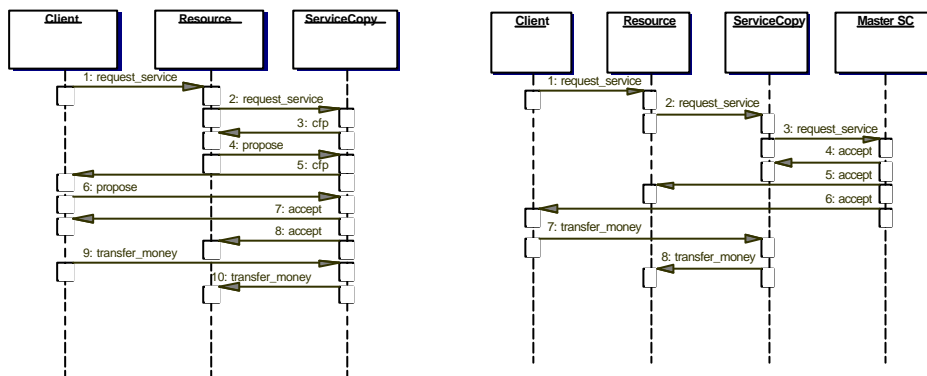 Client Resource ServiceCopy
1: request_service
2: request_service
3: cfp
4: propose
5: cfp
6: propose
7: accept
8: accept
9: transfer_money
10: transfer_money
Client Resource ServiceCopy Master SC
1: request_service
2: request_service
3: request_service
4: accept
5: accept
6: accept
7: transfer_money
8: transfer_money